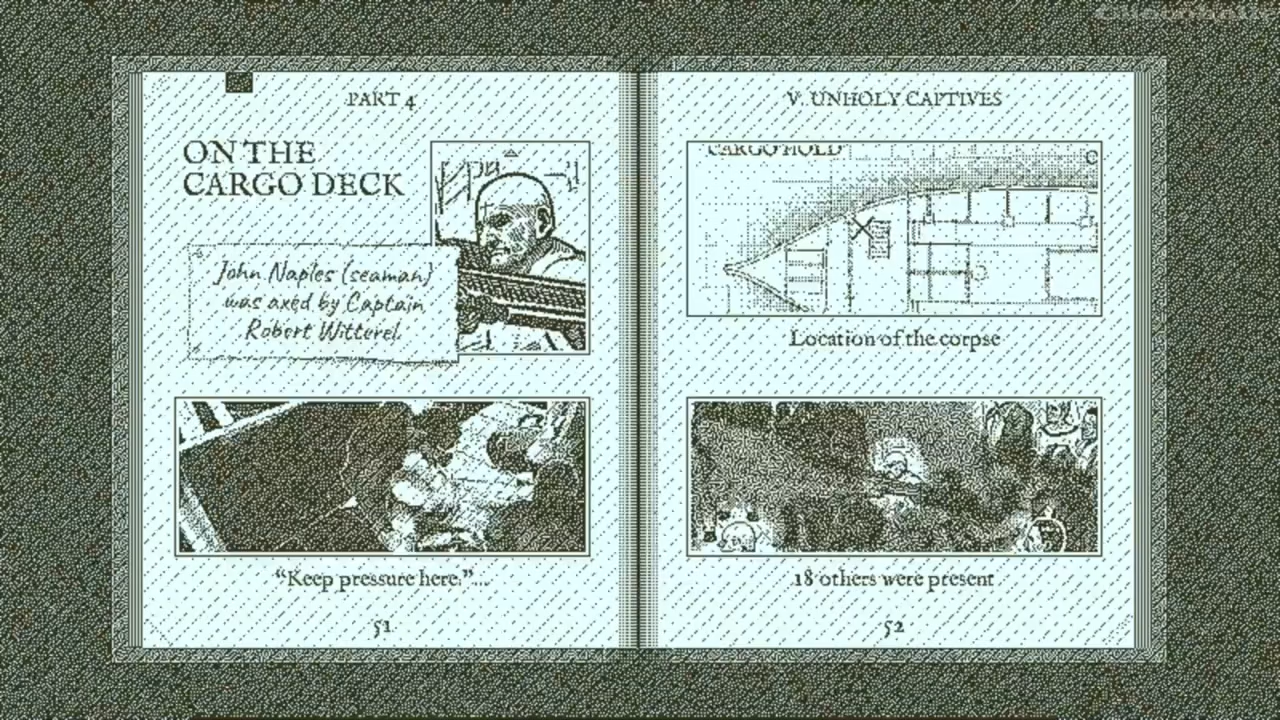 PART 4
ON THE
CARGO DECK
John Naples (seaman)
was axed by Captain
Robert Witterel.
"Keep pressure here."...
51
V. UNHOLY CAPTIVES
CARGO HOLD
Location of the corpse
18 others were present
52